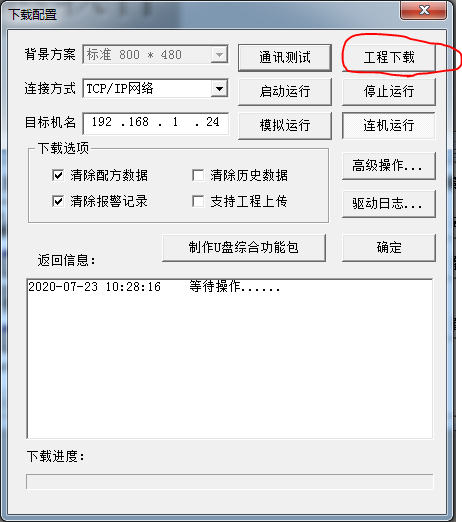 下载配置
背景方案 标准 800 * 480 通讯测试 工程下载
连接方式 TCP/IP网络 启动运行 停止运行
目标机名 192 .168 . 1 . 24 模拟运行 连机运行
下载选项
清除配方数据 清除历史数据 高级操作...
清除报警记录 支持工程上传 驱动日志...
制作U盘综合功能包 确定
返回信息:
2020-07-23 10:28:16 等待操作......
下载进度: